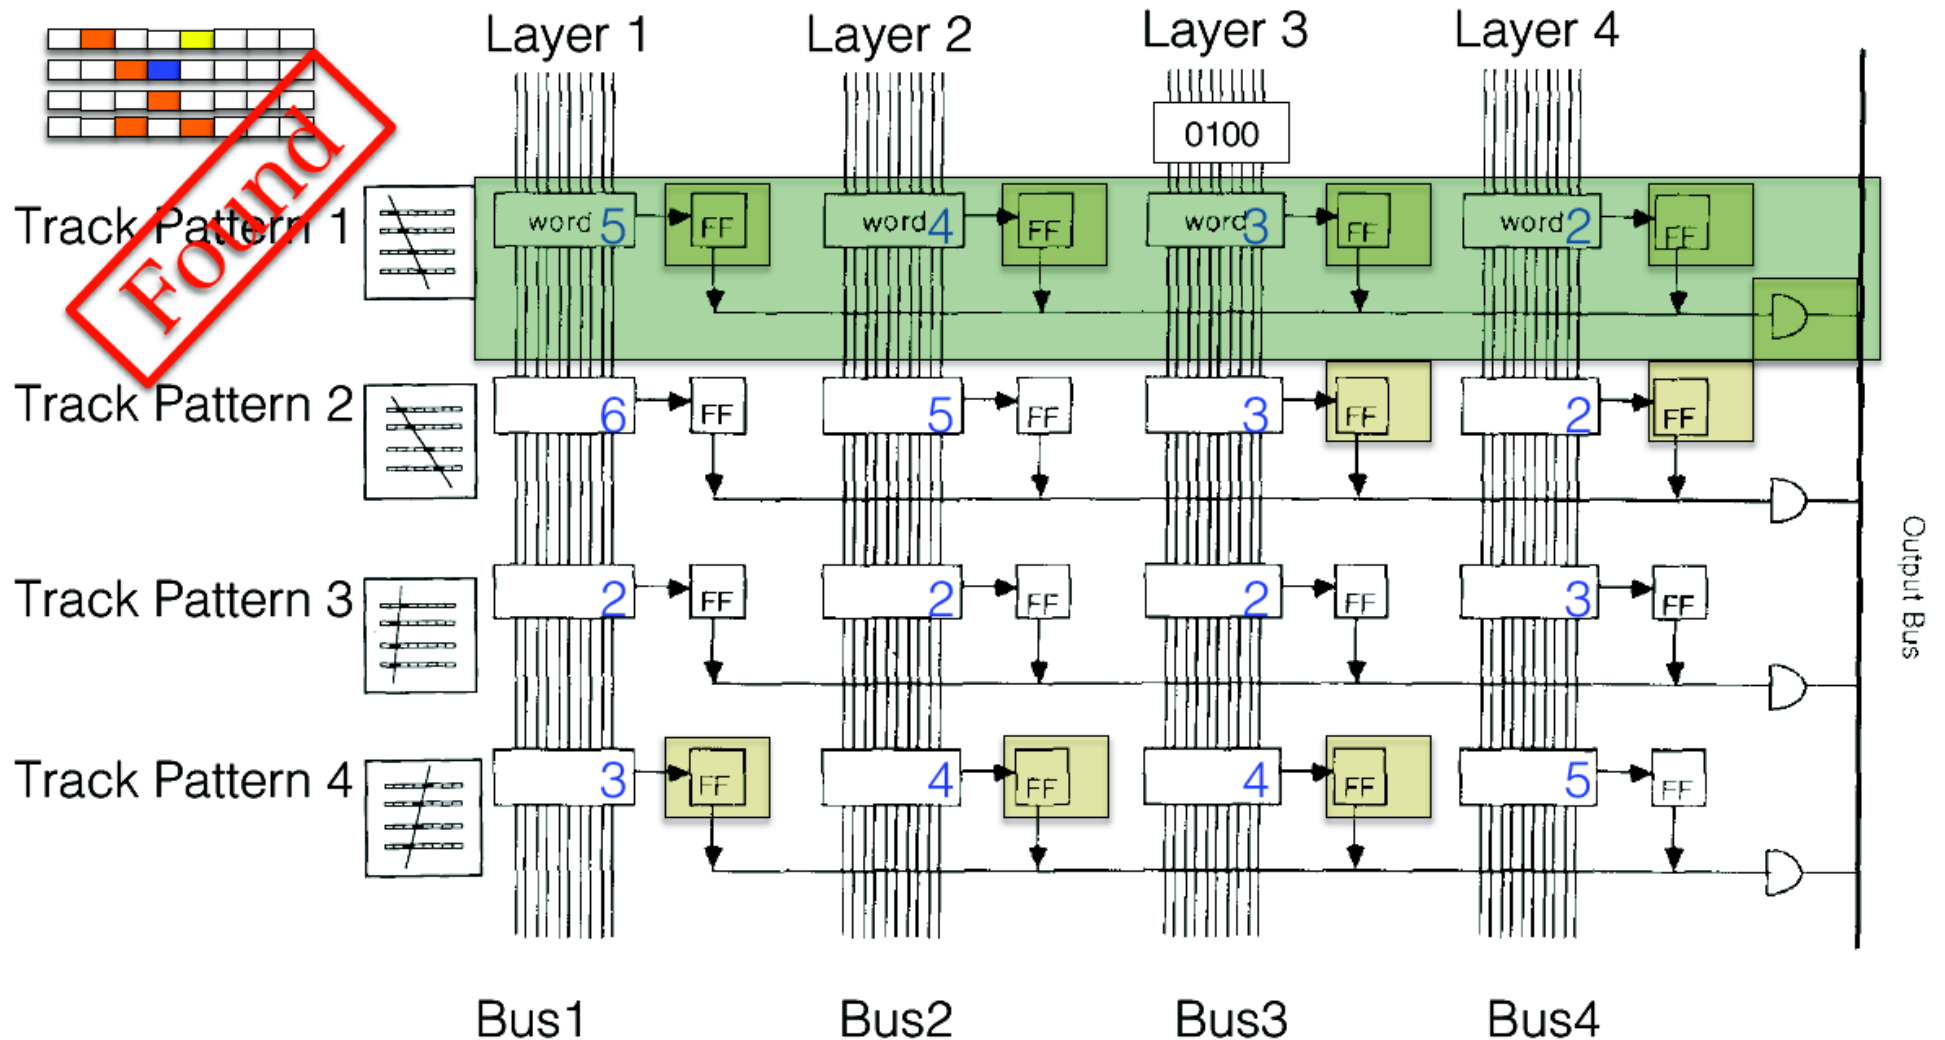 Layer 1 Layer 2 Layer 3 Layer 4
0100
Found
Track Pattern 1 word 5 FF word 4 FF word 3 FF word 2 FF
Track Pattern 2 6 FF 5 FF 3 FF 2 FF
Track Pattern 3 2 FF 2 FF 2 FF 3 FF
Track Pattern 4 3 FF 4 FF 4 FF 5 FF
Output Bus
Bus1 Bus2 Bus3 Bus4